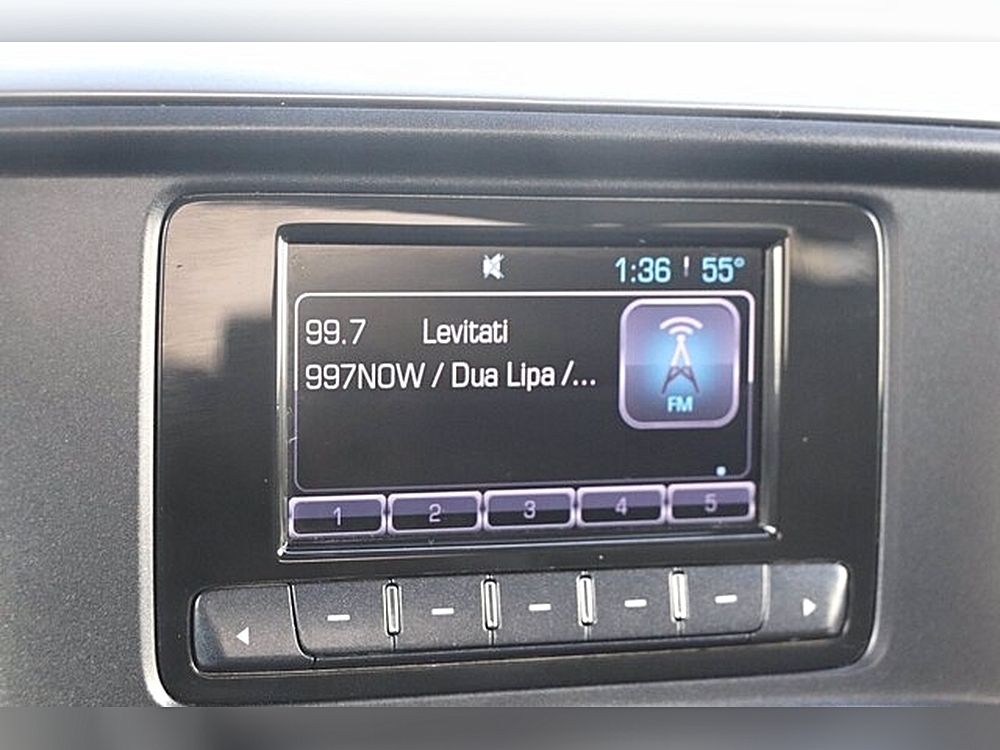 1:36 55°
99.7 Levitati
997NOW / Dua Lipa /...
FM
1 2 3 4 5